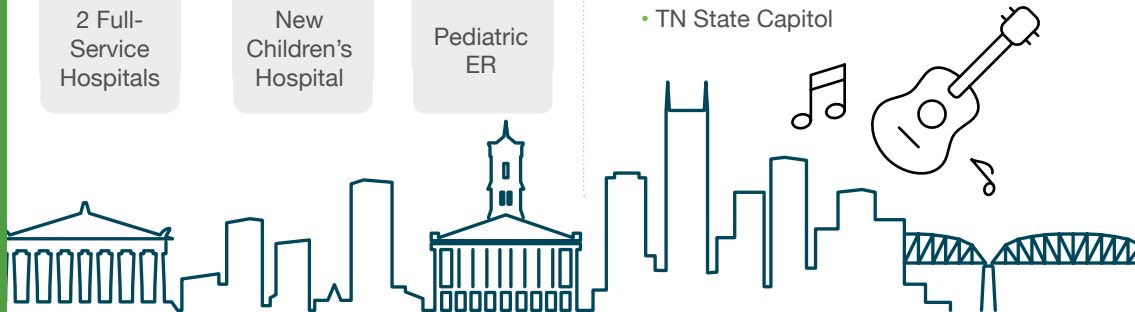 2 Full-
Service
Hospitals
New
Children’s
Hospital
Pediatric
ER
• TN State Capitol